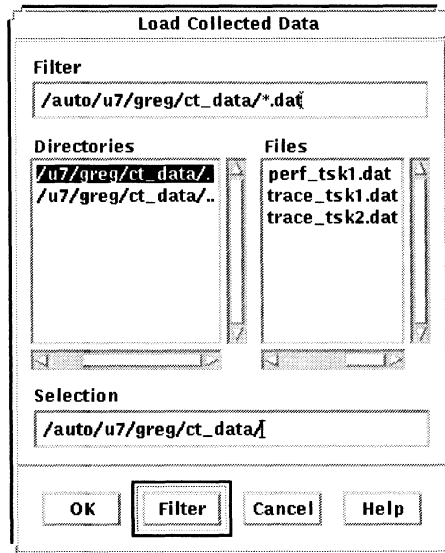 Load Collected Data
Filter
/auto/u7/greg/ct_data/*.dat
Directories
/u7/greg/ct_data/.
/u7/greg/ct_data/..
Files
perf_tsk1.dat
trace_tsk1.dat
trace_tsk2.dat
Selection
/auto/u7/greg/ct_data/
OK Filter Cancel Help